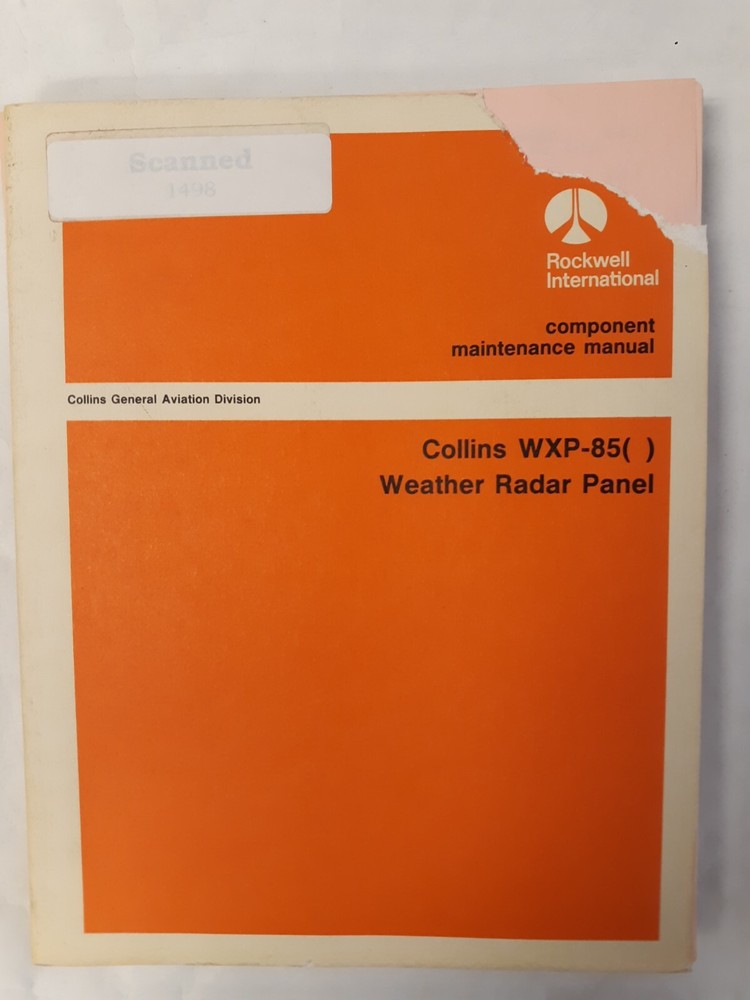 Scanned
1498
Rockwell
International
component
maintenance manual
Collins General Aviation Division
Collins WXP-85( )
Weather Radar Panel